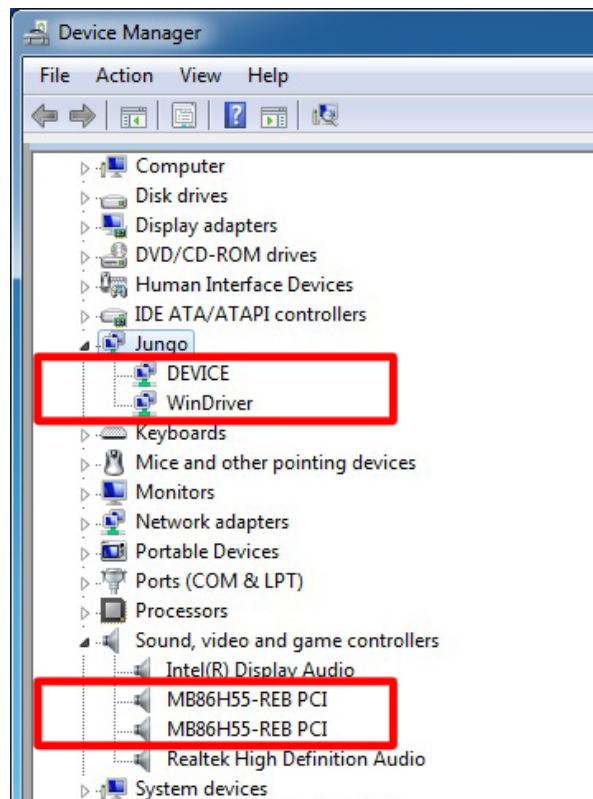 Device Manager
File Action View Help
Computer
Disk drives
Display adapters
DVD/CD-ROM drives
Human Interface Devices
IDE ATA/ATAPI controllers
Jungo
DEVICE
WinDriver
Keyboards
Mice and other pointing devices
Monitors
Network adapters
Portable Devices
Ports (COM & LPT)
Processors
Sound, video and game controllers
Intel(R) Display Audio
MB86H55-REB PCI
MB86H55-REB PCI
Realtek High Definition Audio
System devices